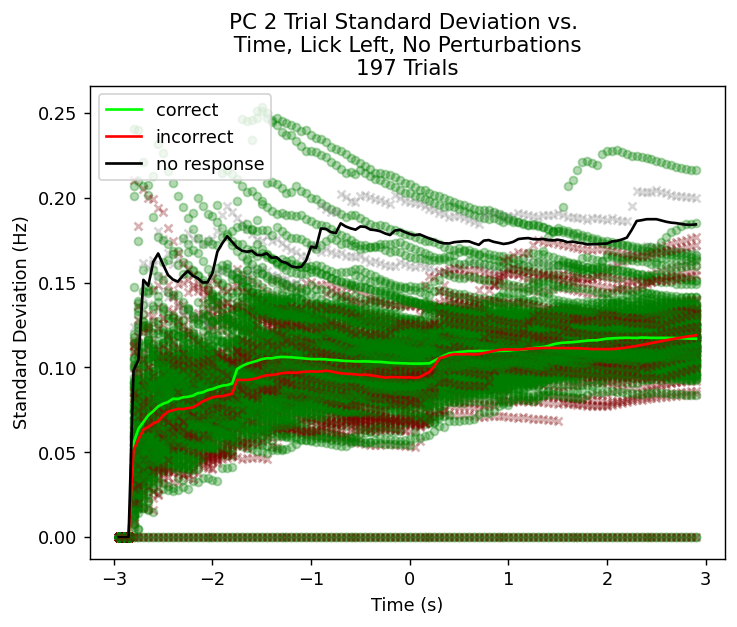 PC 2 Trial Standard Deviation vs.
Time, Lick Left, No Perturbations
197 Trials
correct
incorrect
no response
Standard Deviation (Hz)
0.25
0.20
0.15
0.10
0.05
0.00
−3 −2 −1 0 1 2 3
Time (s)